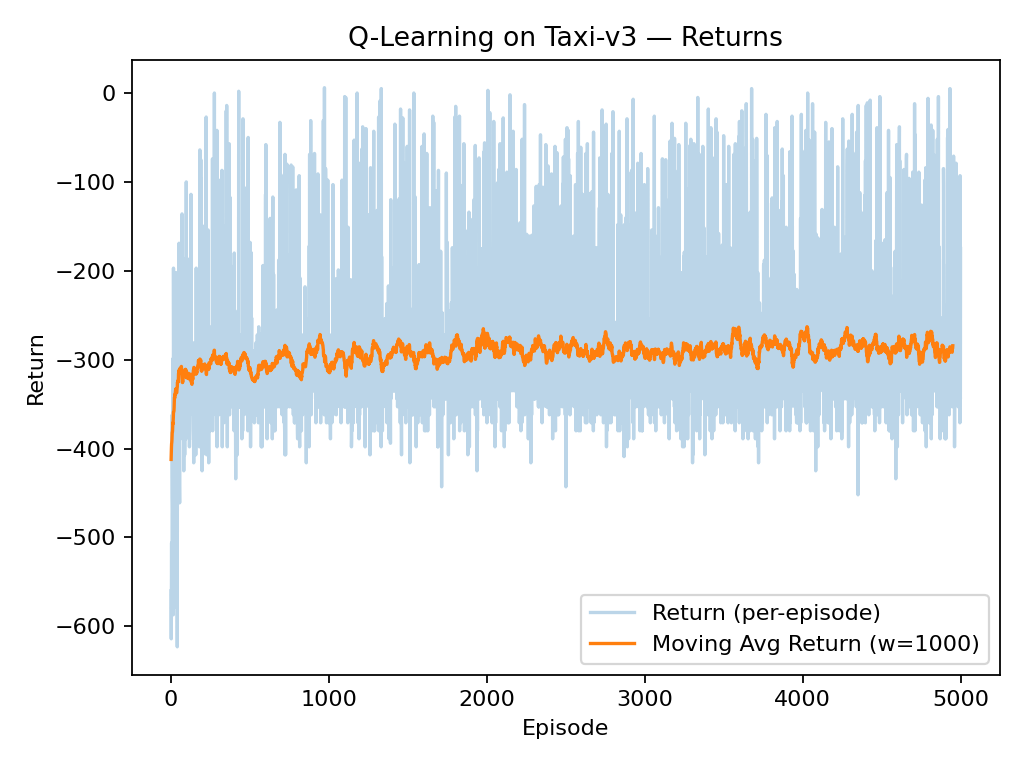 Q-Learning on Taxi-v3 — Returns
Return
0
−100
−200
−300
−400
−500
−600
Return (per-episode)
Moving Avg Return (w=1000)
0 1000 2000 3000 4000 5000
Episode